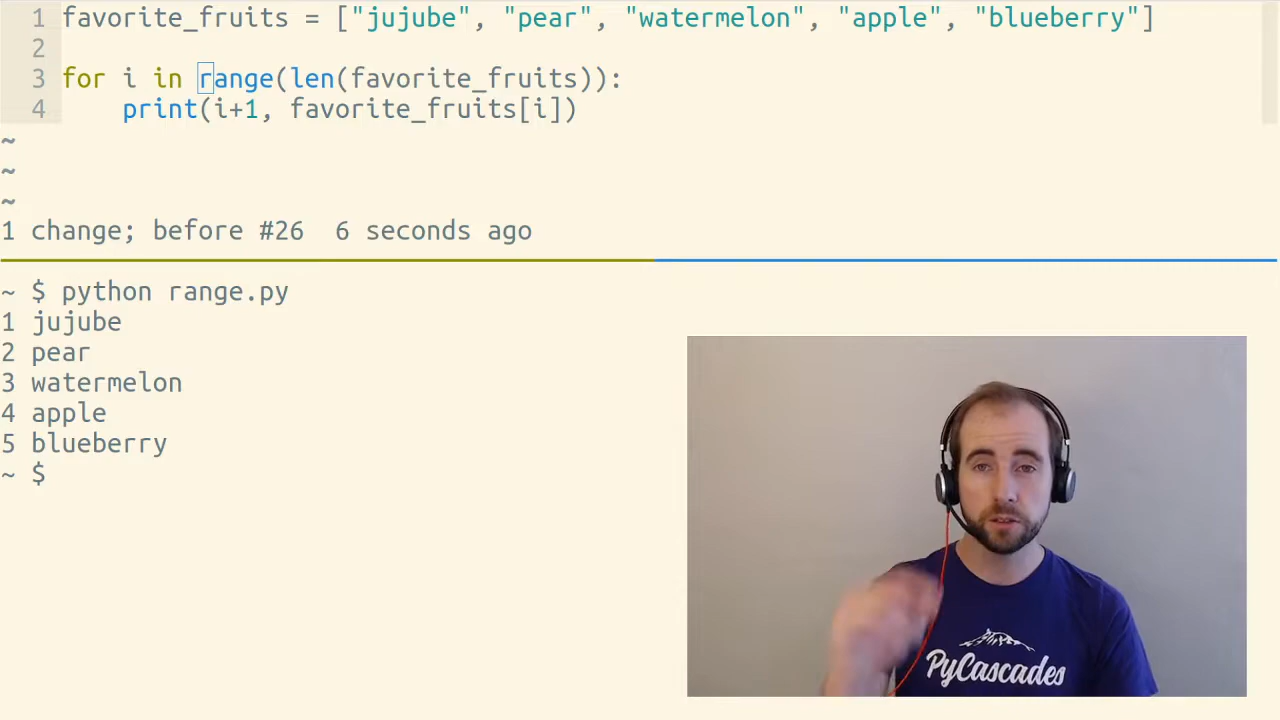 1 favorite_fruits = ["jujube", "pear", "watermelon", "apple", "blueberry"]
2
3 for i in range(len(favorite_fruits)):
4     print(i+1, favorite_fruits[i])
~
~
~
1 change; before #26  6 seconds ago
~ $ python range.py
1 jujube
2 pear
3 watermelon
4 apple
5 blueberry
~ $
PyCascades